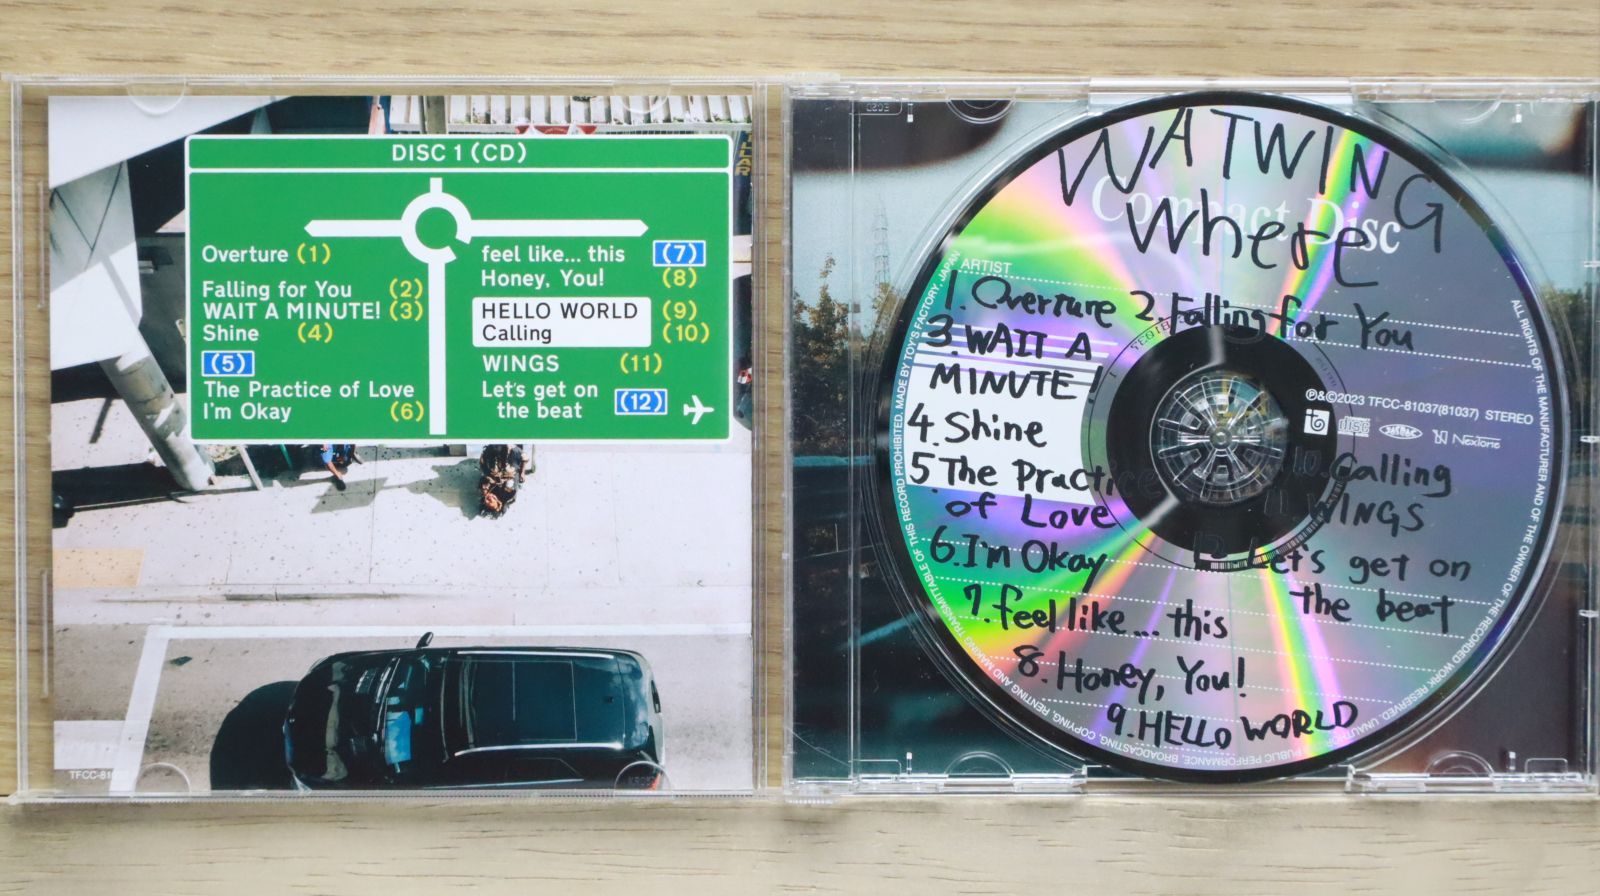 DISC 1 (CD)
Overture (1)
Falling for You (2)
WAIT A MINUTE! (3)
Shine (4)
(5)
The Practice of Love
I'm Okay (6)
feel like... this (7)
Honey, You! (8)
HELLO WORLD (9)
Calling (10)
WINGS (11)
Let's get on
the beat (12)
TFCC-81037
WATWING
Where
Compact Disc
ARTIST
1. Overture 2. Falling for You
3. WAIT A
MINUTE!
4. Shine
5. The Practice
of Love
6. I'm Okay
7. feel like... this
8. Honey, You!
9. HELLO WORLD
10. Calling
11. WINGS
12. Let's get on
the beat
℗&©2023 TFCC-81037(81037) STEREO
disc
JASRAC
NexTone
ALL RIGHTS OF THE MANUFACTURER AND OF THE OWNER OF THE RECORDED WORK RESERVED. UNAUTHOR
PUBLIC PERFORMANCE, BROADCASTING, COPYING, RENTING AND MAKING TRANSMITTABLE OF THIS RECORD PROHIBITED. MADE BY TOY'S FACTORY, JAPAN